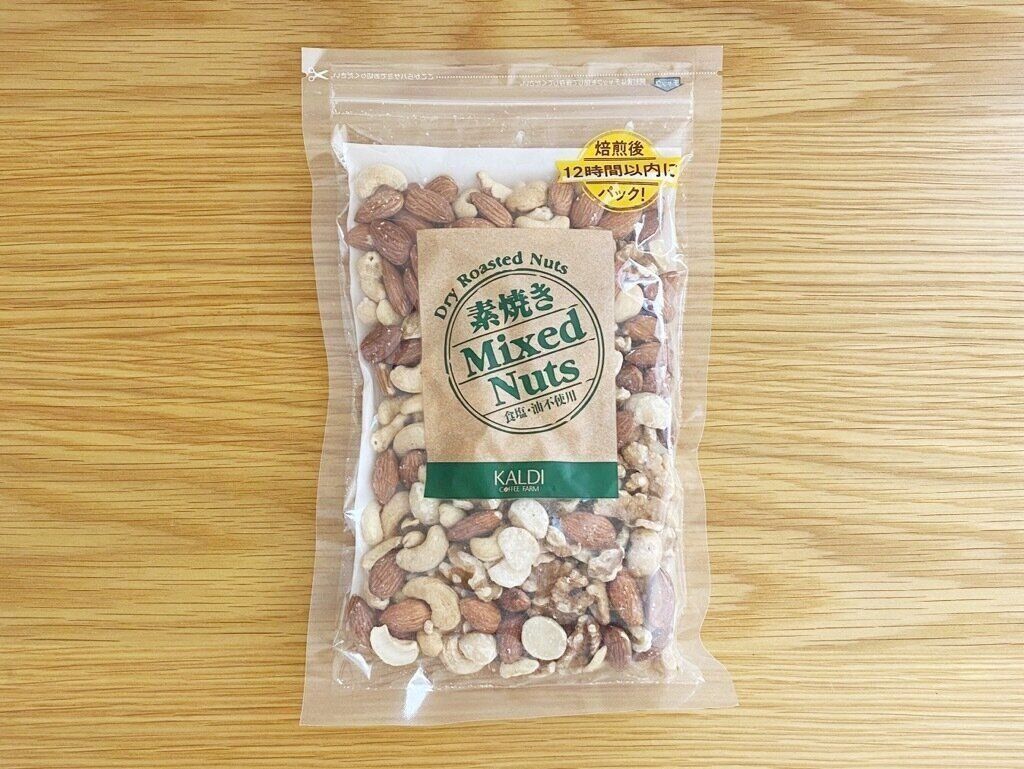 焙煎後
12時間以内に
パック!
Dry Roasted Nuts
素焼き
Mixed
Nuts
食塩・油不使用
KALDI
COFFEE FARM